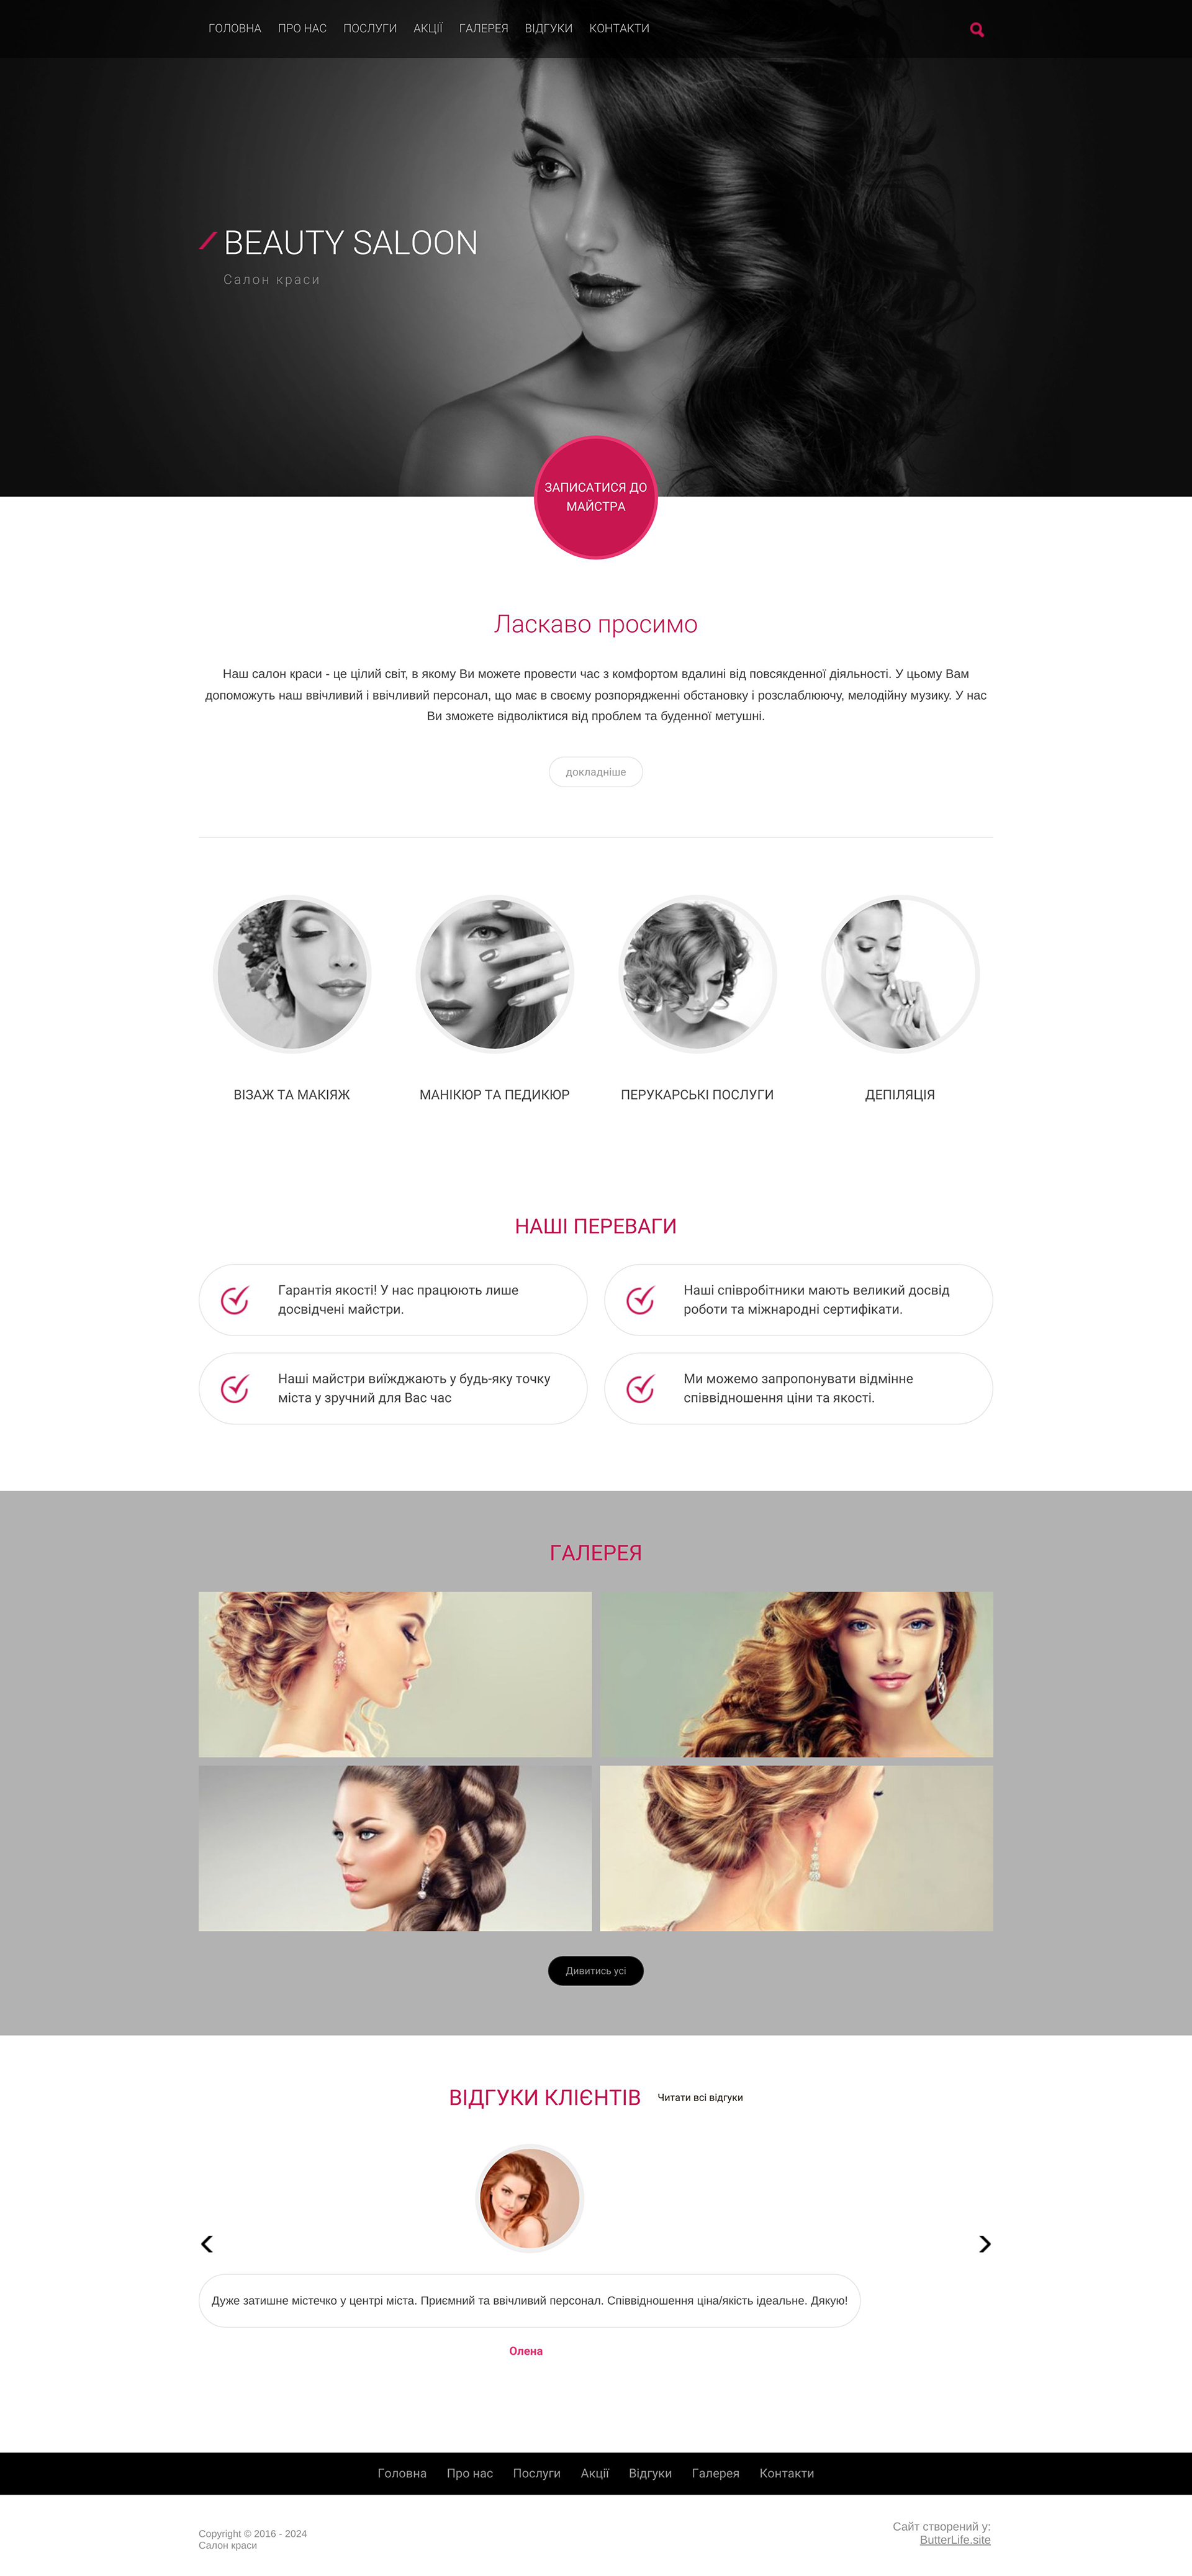 ГОЛОВНА ПРО НАС ПОСЛУГИ АКЦІЇ ГАЛЕРЕЯ ВІДГУКИ КОНТАКТИ
BEAUTY SALOON
Салон краси
ЗАПИСАТИСЯ ДО
МАЙСТРА
Ласкаво просимо
Наш салон краси - це цілий світ, в якому Ви можете провести час з комфортом вдалині від повсякденної діяльності. У цьому Вам
допоможуть наш ввічливий і ввічливий персонал, що має в своєму розпорядженні обстановку і розслаблюючу, мелодійну музику. У нас
Ви зможете відволіктися від проблем та буденної метушні.
докладніше
ВІЗАЖ ТА МАКІЯЖ
МАНІКЮР ТА ПЕДИКЮР
ПЕРУКАРСЬКІ ПОСЛУГИ
ДЕПІЛЯЦІЯ
НАШІ ПЕРЕВАГИ
Гарантія якості! У нас працюють лише
досвідчені майстри.
Наші співробітники мають великий досвід
роботи та міжнародні сертифікати.
Наші майстри виїжджають у будь-яку точку
міста у зручний для Вас час
Ми можемо запропонувати відмінне
співвідношення ціни та якості.
ГАЛЕРЕЯ
Дивитись усі
ВІДГУКИ КЛІЄНТІВ Читати всі відгуки
Дуже затишне містечко у центрі міста. Приємний та ввічливий персонал. Співвідношення ціна/якість ідеальне. Дякую!
Олена
Головна Про нас Послуги Акції Відгуки Галерея Контакти
Copyright © 2016 - 2024
Салон краси
Сайт створений у:
ButterLife.site